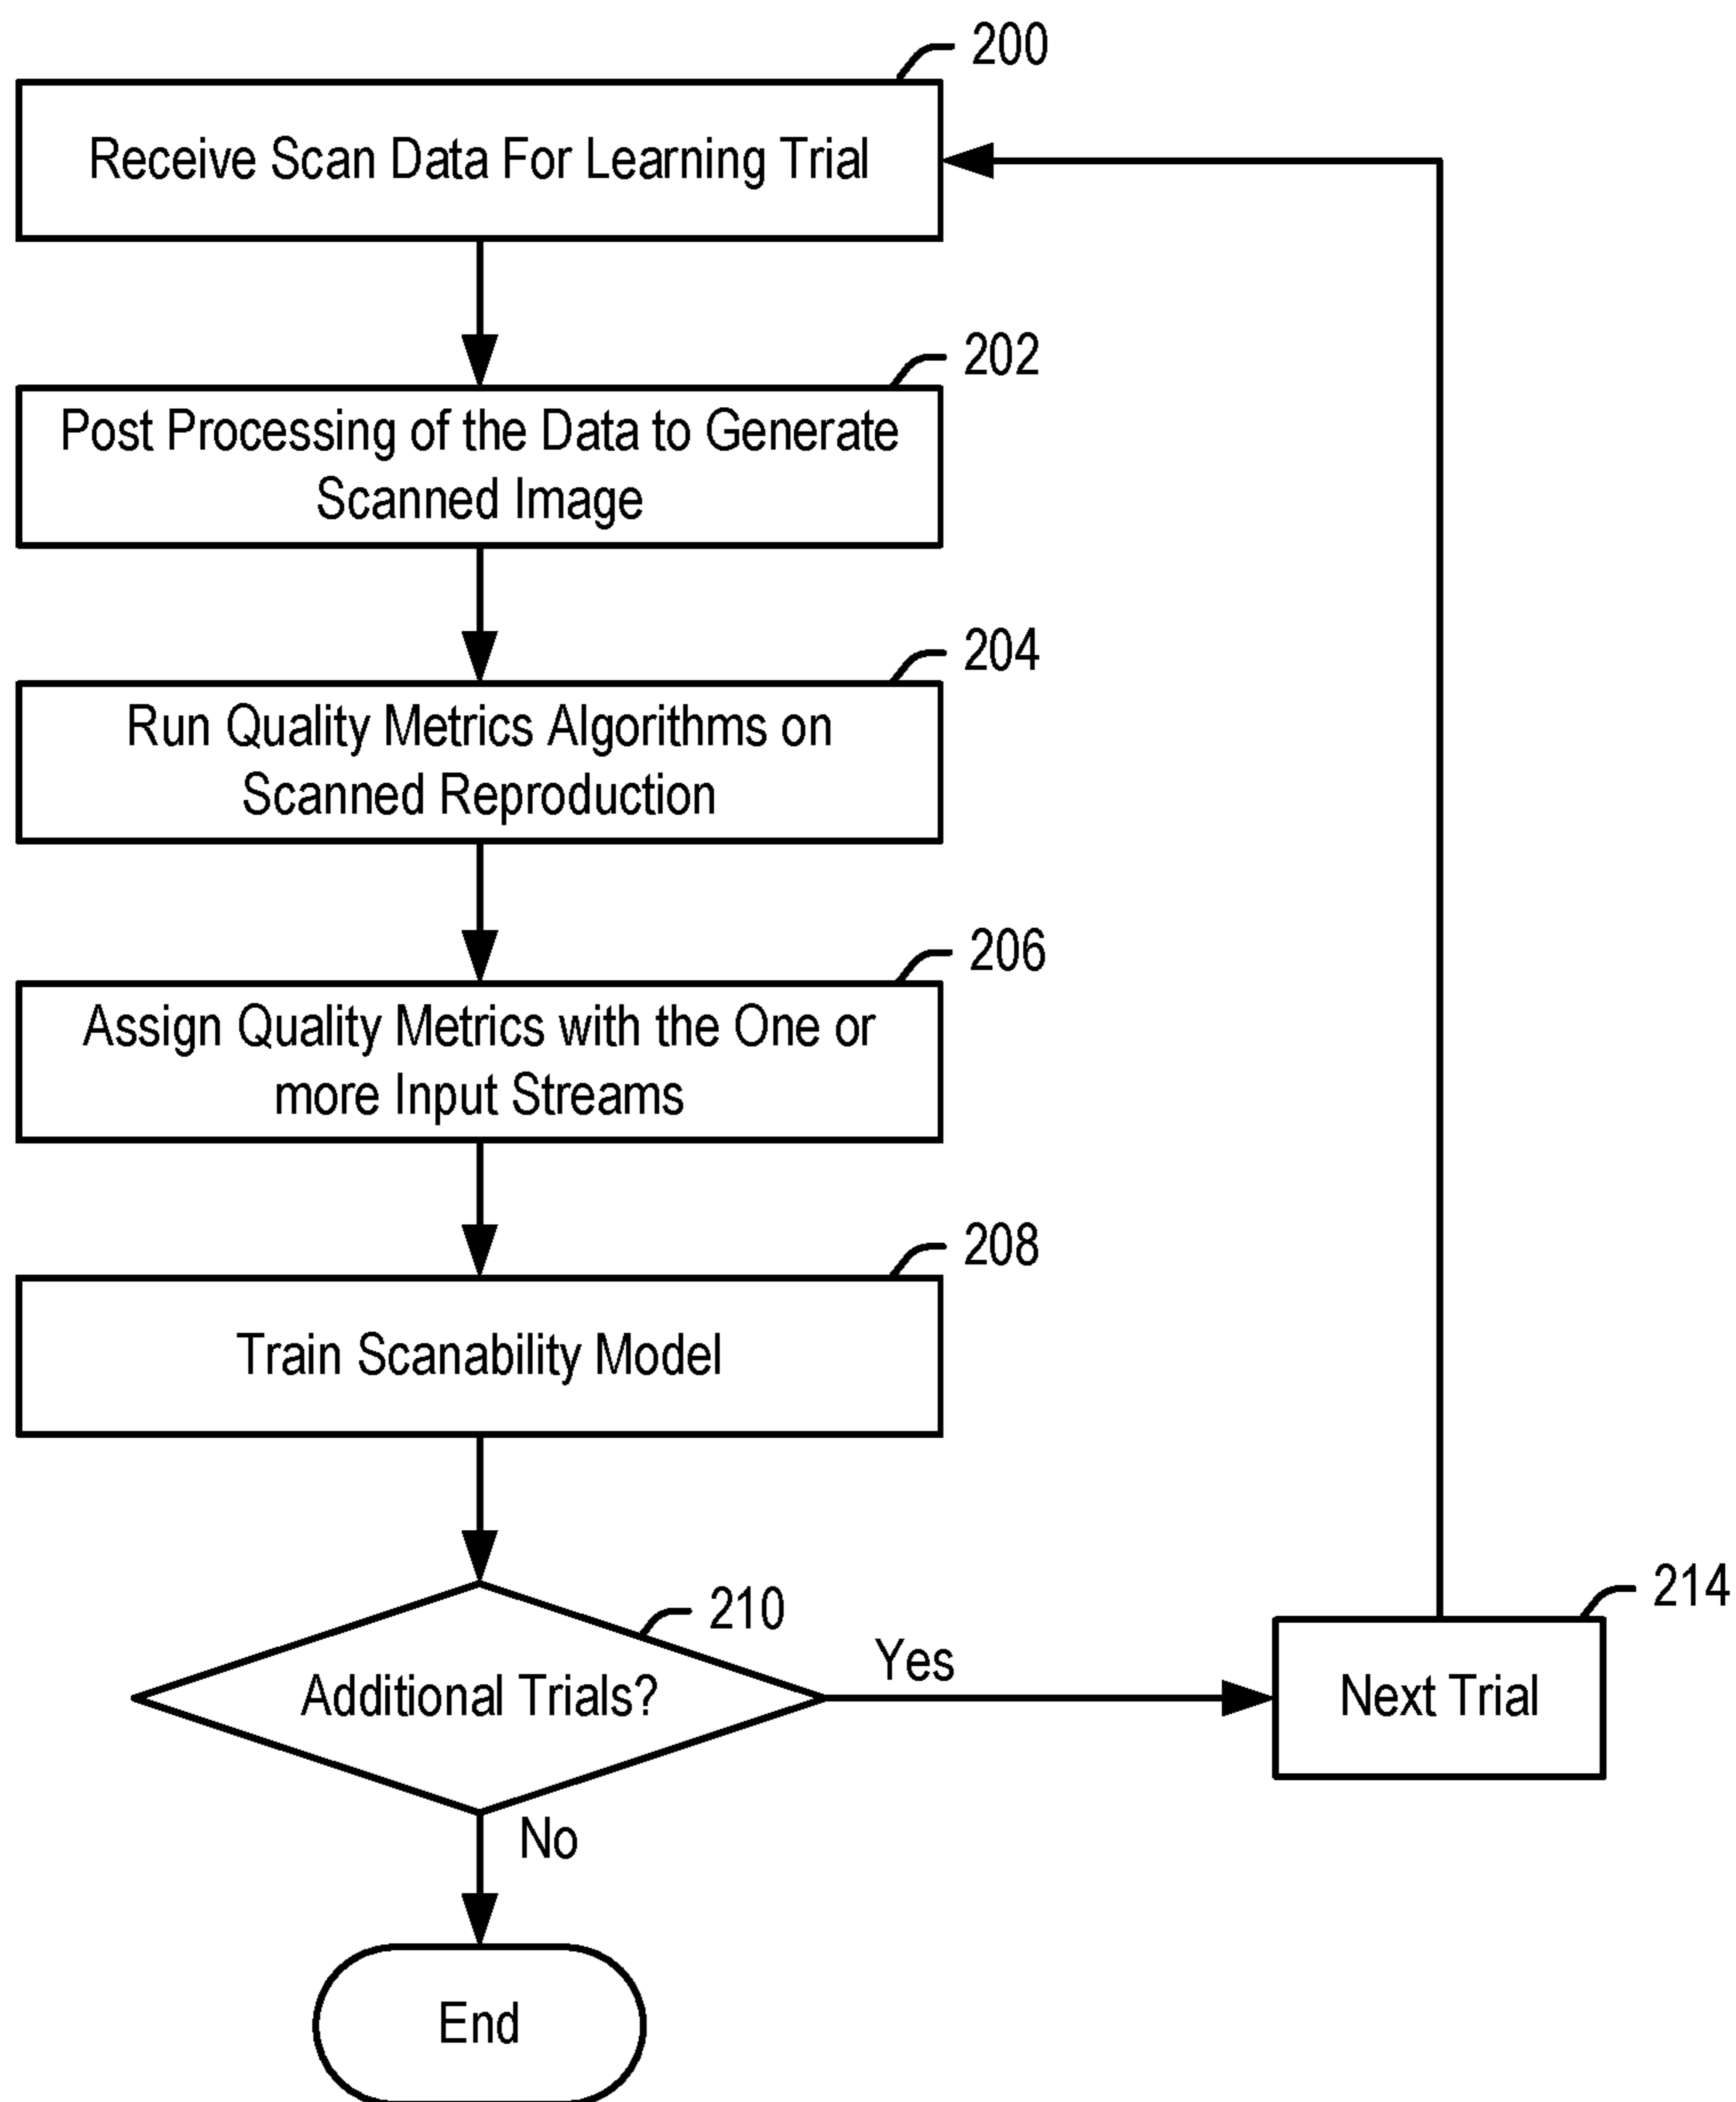 200
Receive Scan Data For Learning Trial
202
Post Processing of the Data to Generate
Scanned Image
204
Run Quality Metrics Algorithms on
Scanned Reproduction
206
Assign Quality Metrics with the One or
more Input Streams
208
Train Scanability Model
210
Additional Trials?
Yes
214
Next Trial
No
End